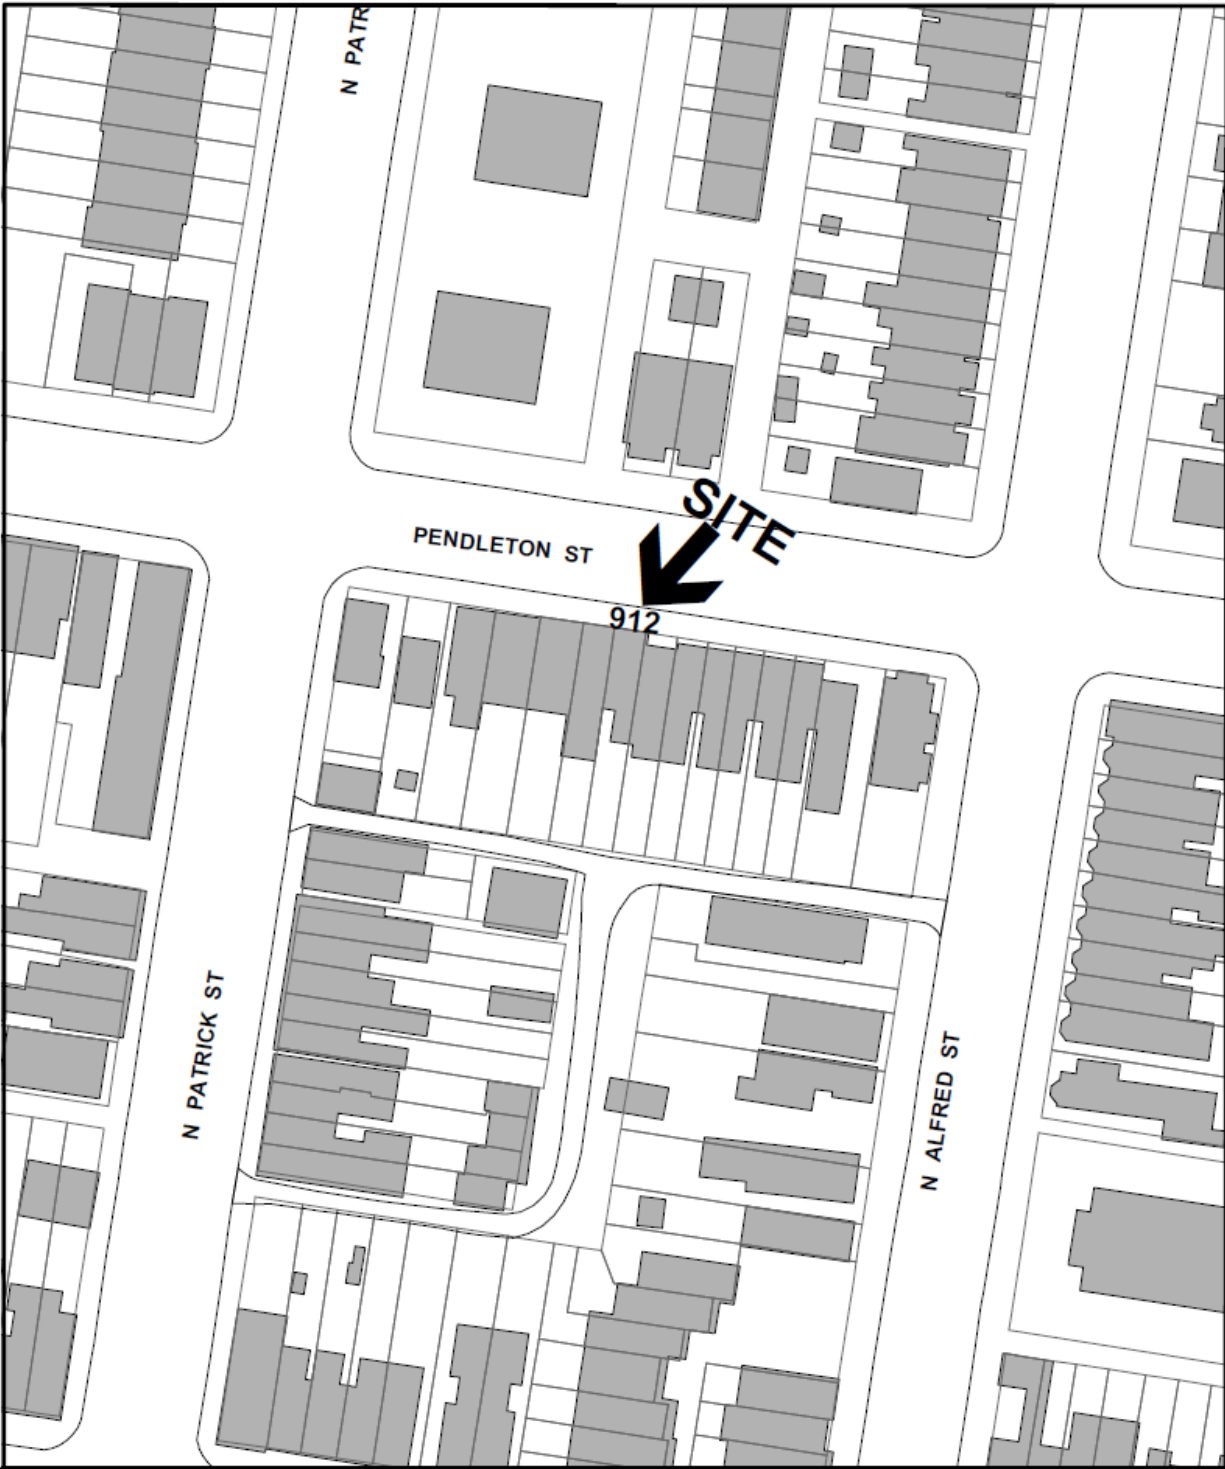 N PATR
SITE
PENDLETON ST
912
N PATRICK ST
N ALFRED ST